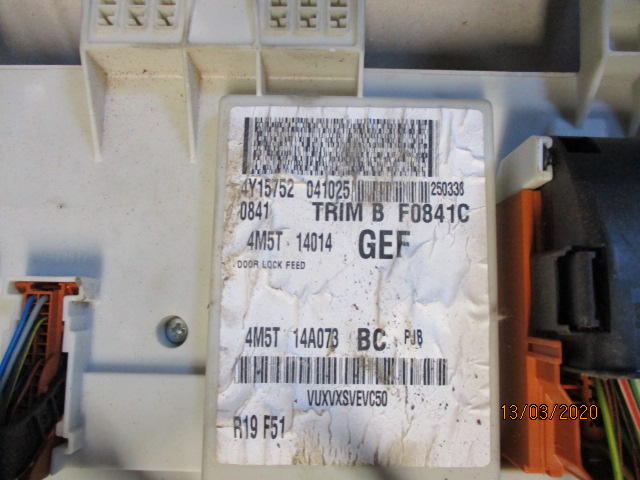 4Y15752 041025 250338
0841 TRIM B F0841C
4M5T 14014 GEF
DOOR LOCK FEED
4M5T 14A073 BC PJB
VUXVXSVEVC50
R19 F51
13/03/2020